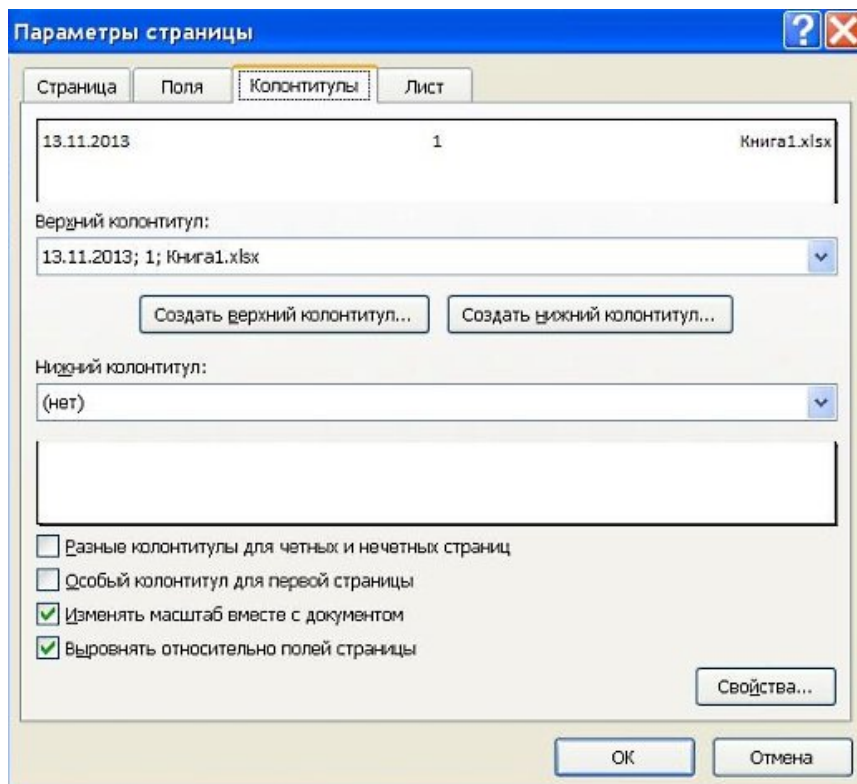 Параметры страницы
Страница Поля Колонтитулы Лист
13.11.2013 1 Книга1.xlsx
Верхний колонтитул:
13.11.2013; 1; Книга1.xlsx
Создать верхний колонтитул... Создать нижний колонтитул...
Нижний колонтитул:
(нет)
Разные колонтитулы для четных и нечетных страниц
Особый колонтитул для первой страницы
Изменять масштаб вместе с документом
Выровнять относительно полей страницы
Свойства...
ОК Отмена